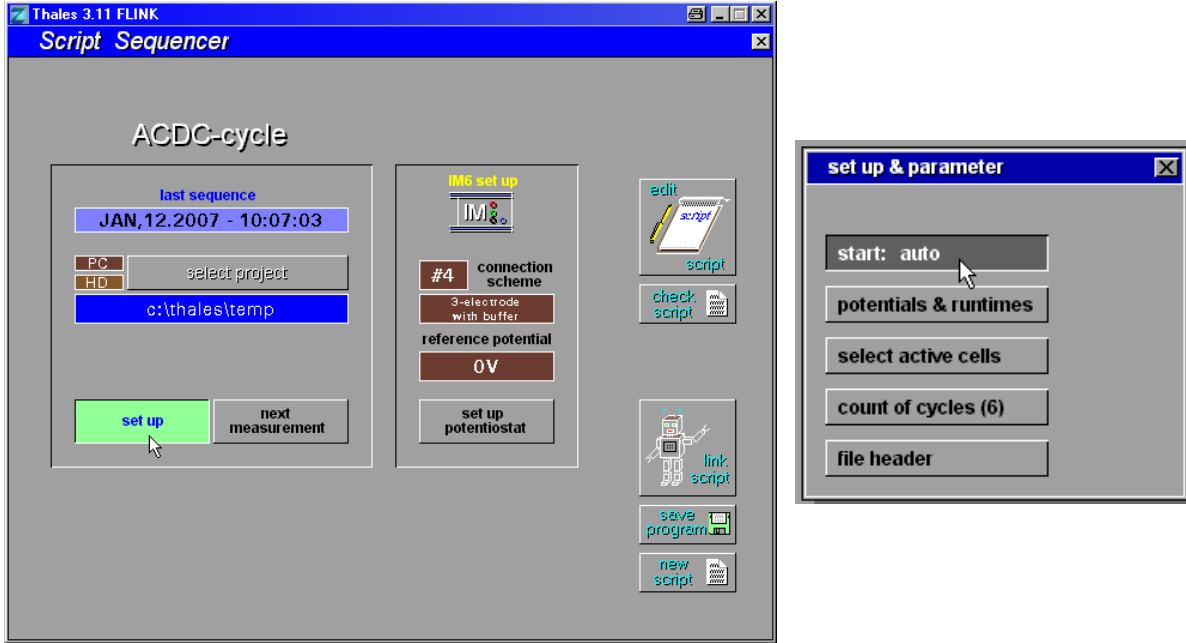 Thales 3.11 FLINK
Script Sequencer
ACDC-cycle
last sequence
JAN,12.2007 - 10:07:03
PC
HD
select project
c:\thales\temp
set up
next
measurement
IM6 set up
IM6
#4
connection
scheme
3-electrode
with buffer
reference potential
0V
set up
potentiostat
edit
script
script
check
script
link
script
save
program
new
script
set up & parameter
start: auto
potentials & runtimes
select active cells
count of cycles (6)
file header